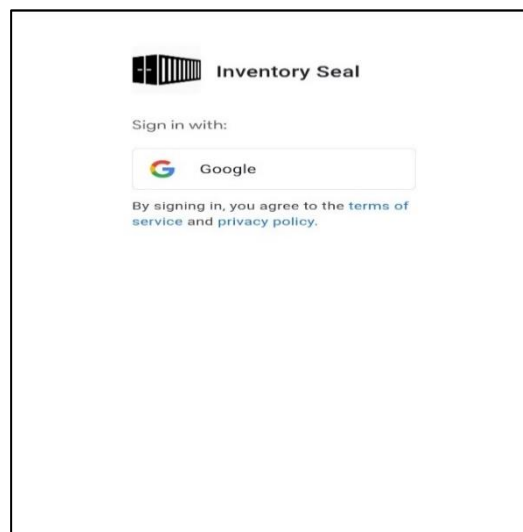 Inventory Seal
Sign in with:
Google
By signing in, you agree to the terms of
service and privacy policy.